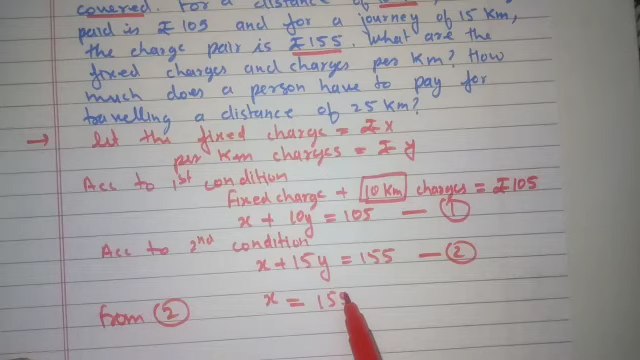 covered. For a distance of
paid is ₹ 105 and for a journey of 15 Km,
the charge pair is ₹155. What are the
fixed charges and charges per Km? How
much does a person have to pay for
travelling a distance of 25 Km?
→ let the fixed charge = ₹ x
per Km charges = ₹ y
Acc to 1st condition
Fixed charge + 10 Km charges = ₹105
x + 10y = 105 — ①
Acc to 2nd condition
x + 15y = 155 — ②
from ② x = 155